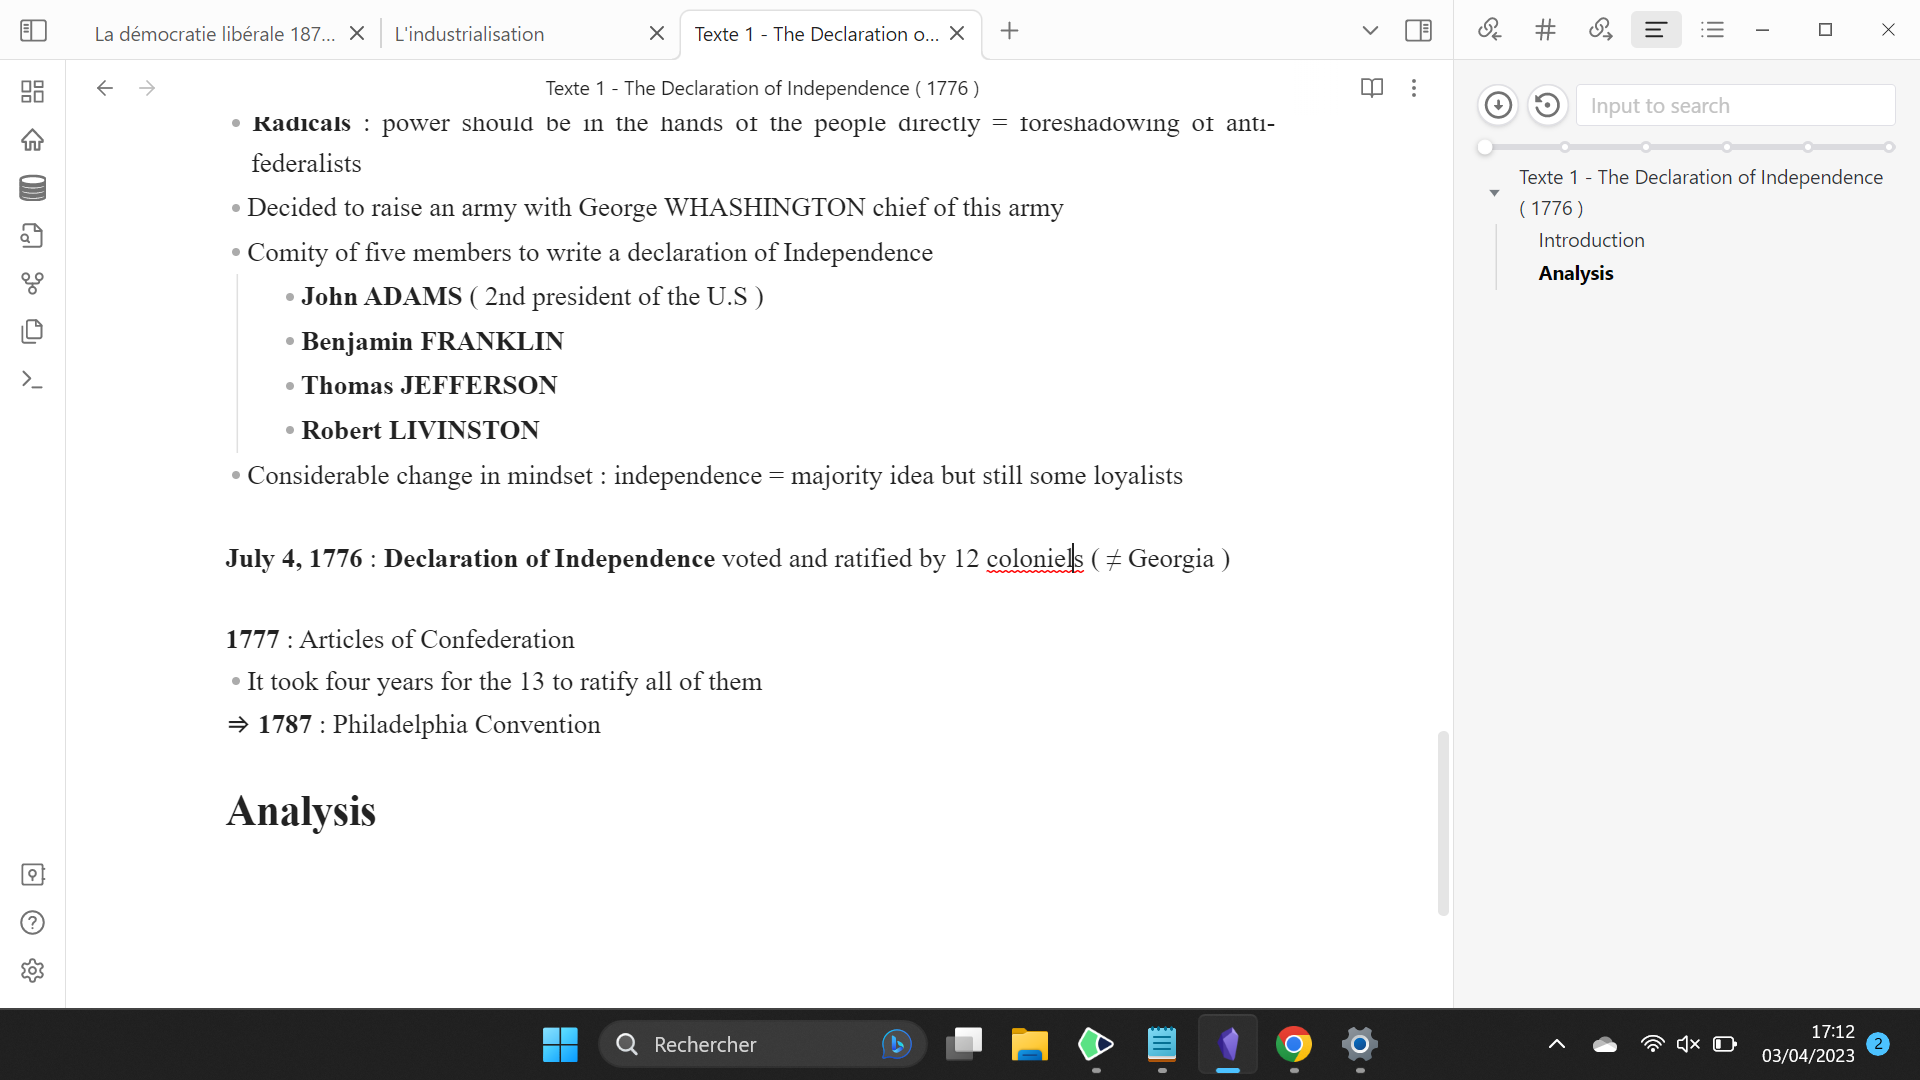 La démocratie libérale 187...
L'industrialisation
Texte 1 - The Declaration o...
Texte 1 - The Declaration of Independence ( 1776 )
Radicals : power should be in the hands of the people directly = foreshadowing of anti-
federalists
Decided to raise an army with George WHASHINGTON chief of this army
Comity of five members to write a declaration of Independence
John ADAMS ( 2nd president of the U.S )
Benjamin FRANKLIN
Thomas JEFFERSON
Robert LIVINSTON
Considerable change in mindset : independence = majority idea but still some loyalists
July 4, 1776 : Declaration of Independence voted and ratified by 12 coloniels ( ≠ Georgia )
1777 : Articles of Confederation
It took four years for the 13 to ratify all of them
⇒ 1787 : Philadelphia Convention
Analysis
Input to search
Texte 1 - The Declaration of Independence
( 1776 )
Introduction
Analysis
Rechercher
17:12
03/04/2023
2